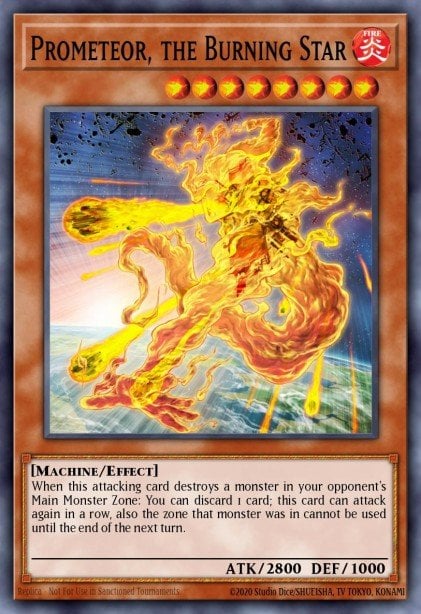 PROMETEOR, THE BURNING STAR
FIRE
炎
[MACHINE/EFFECT]
When this attacking card destroys a monster in your opponent's
Main Monster Zone: You can discard 1 card; this card can attack
again in a row, also the zone that monster was in cannot be used
until the end of the next turn.
ATK/2800 DEF/1000
Replica - Not For Use in Sanctioned Tournaments.
©2020 Studio Dice/SHUEISHA, TV TOKYO, KONAMI